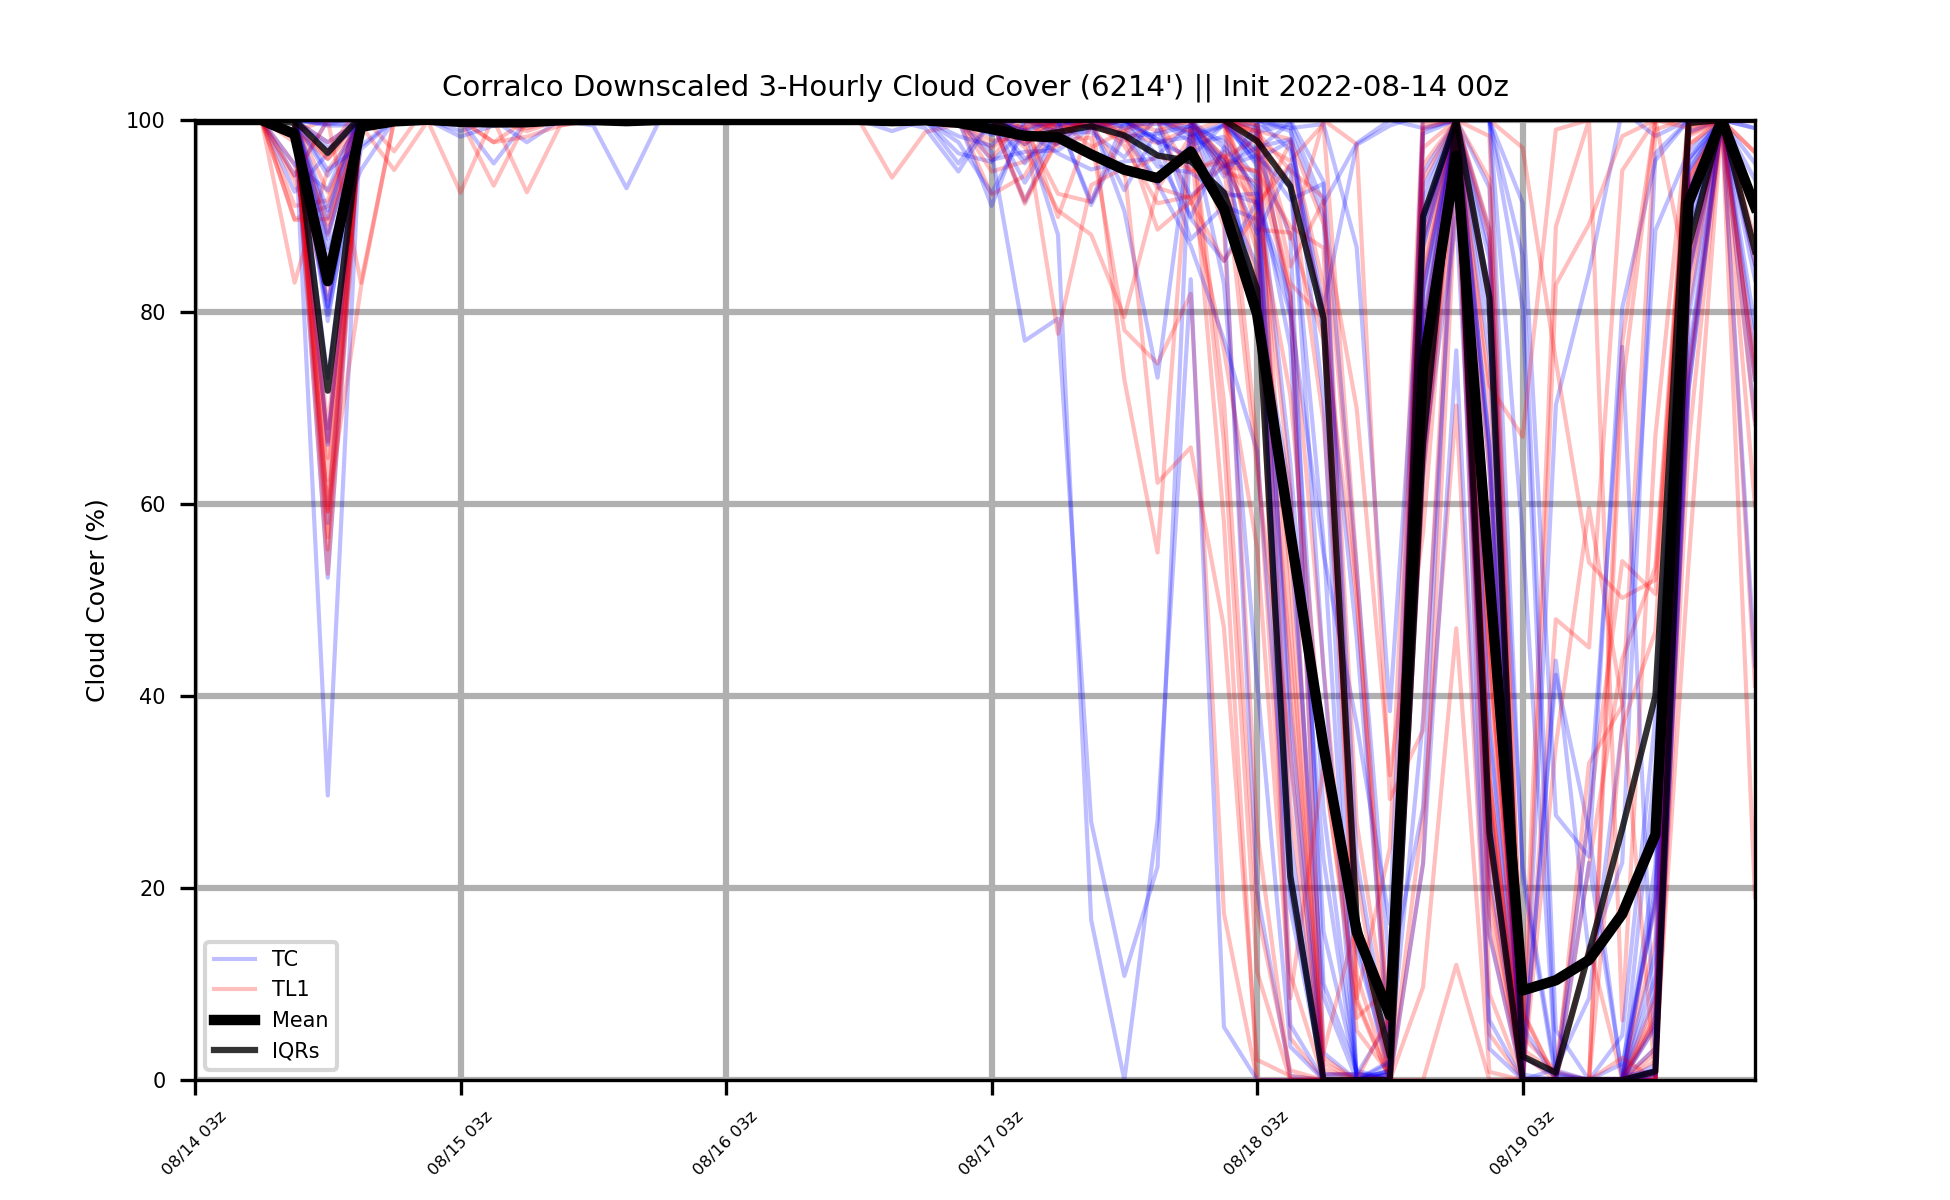 Corralco Downscaled 3-Hourly Cloud Cover (6214') || Init 2022-08-14 00z
Cloud Cover (%)
100
80
60
40
20
0
TC
TL1
Mean
IQRs
08/14 03z
08/15 03z
08/16 03z
08/17 03z
08/18 03z
08/19 03z